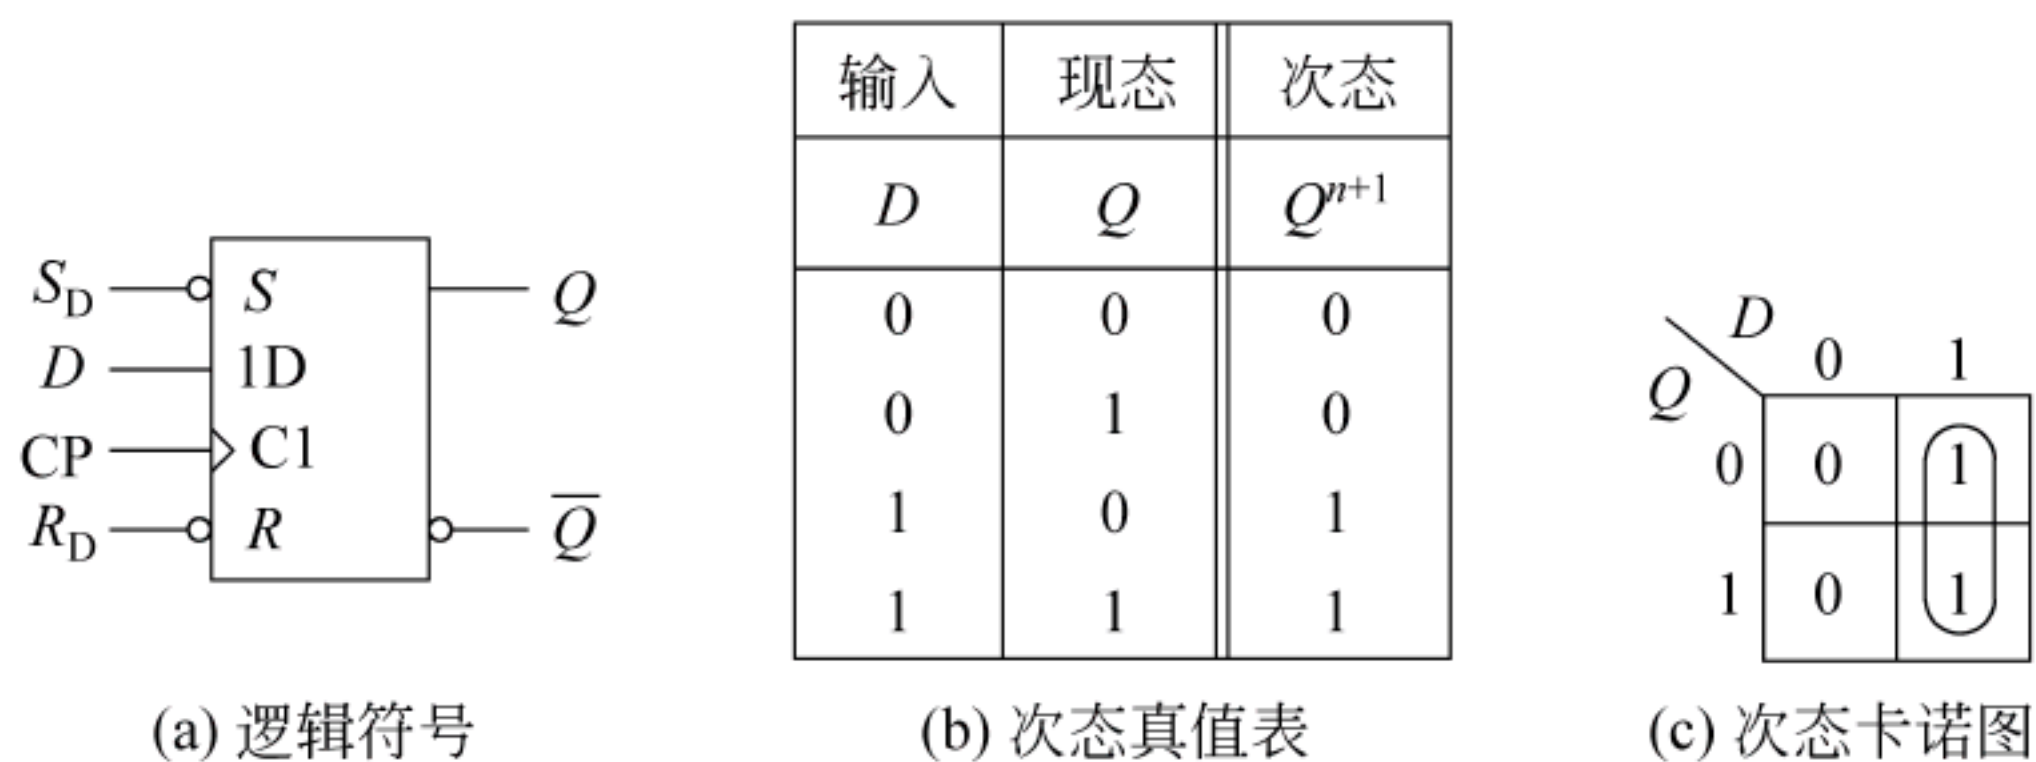 S_D S Q
D 1D
CP C1
R_D R \overline{Q}
(a) 逻辑符号
输入 现态 次态
D Q Q^{n+1}
0 0 0
0 1 0
1 0 1
1 1 1
(b) 次态真值表
D
Q 0 1
0 0 1
1 0 1
(c) 次态卡诺图